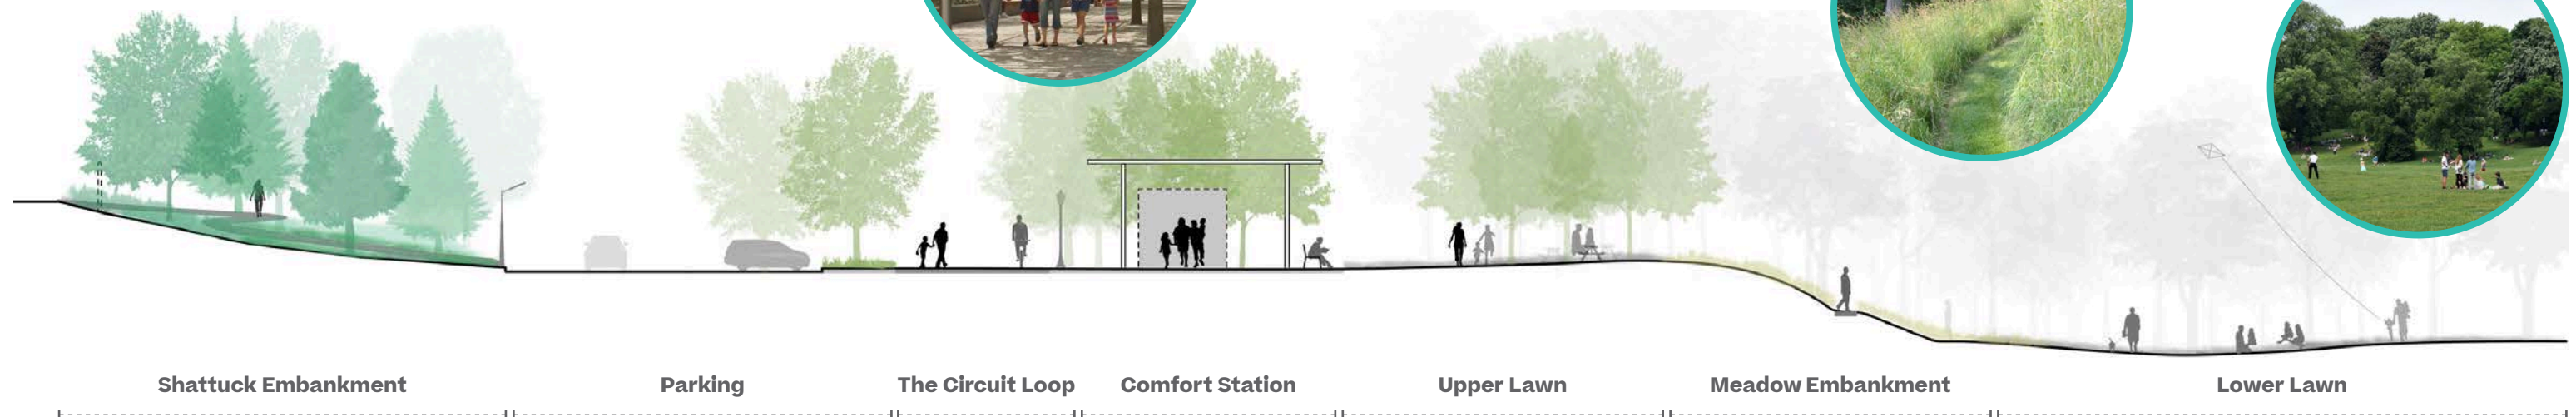 Shattuck Embankment
Parking
The Circuit Loop
Comfort Station
Upper Lawn
Meadow Embankment
Lower Lawn